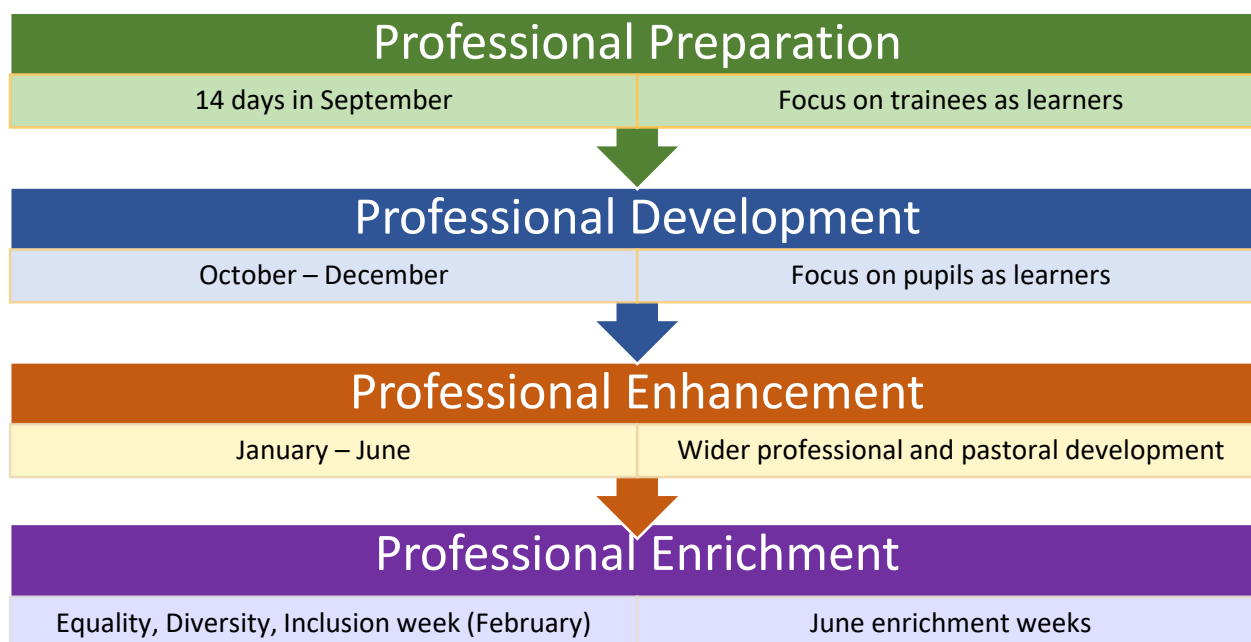 Professional Preparation
14 days in September
Focus on trainees as learners
Professional Development
October – December
Focus on pupils as learners
Professional Enhancement
January – June
Wider professional and pastoral development
Professional Enrichment
Equality, Diversity, Inclusion week (February)
June enrichment weeks